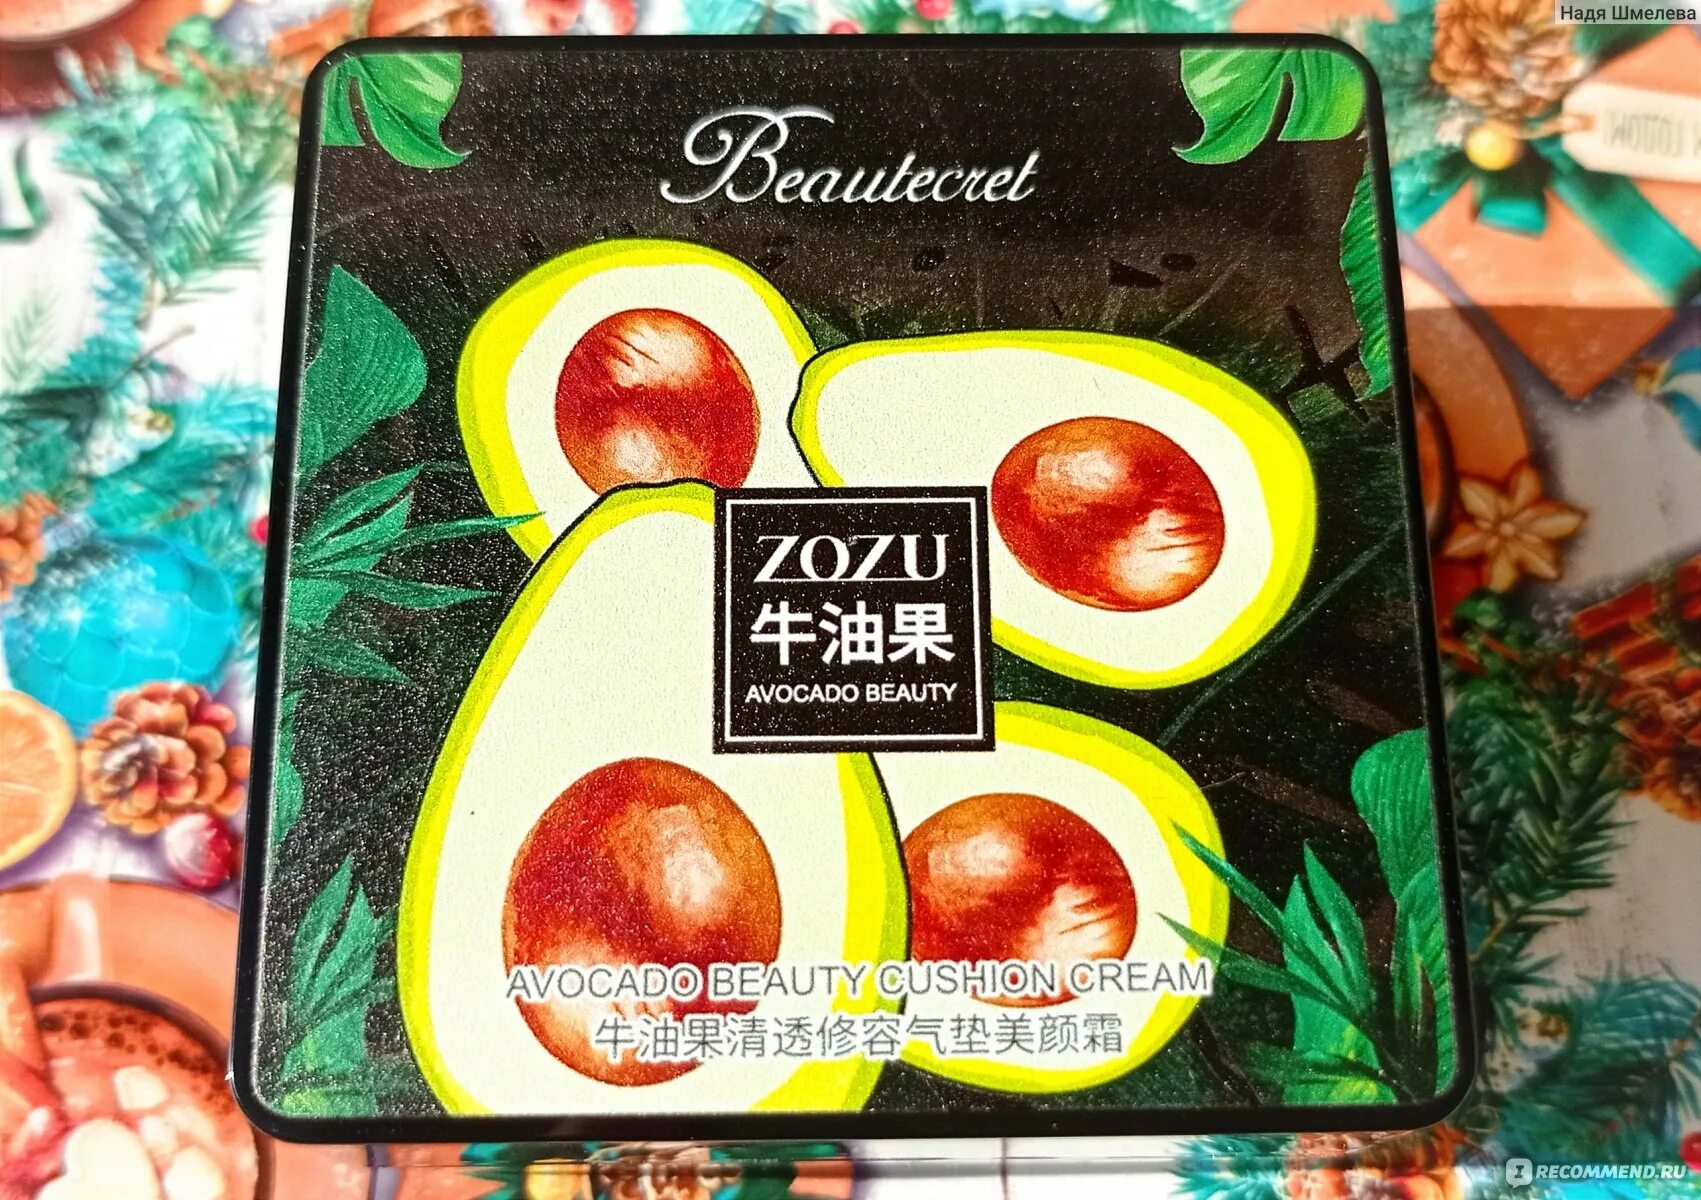 Надя Шмелева
Beautecret
ZOZU
牛油果
AVOCADO BEAUTY
AVOCADO BEAUTY CUSHION CREAM
牛油果清透修容气垫美颜霜
IRECOMMEND.RU